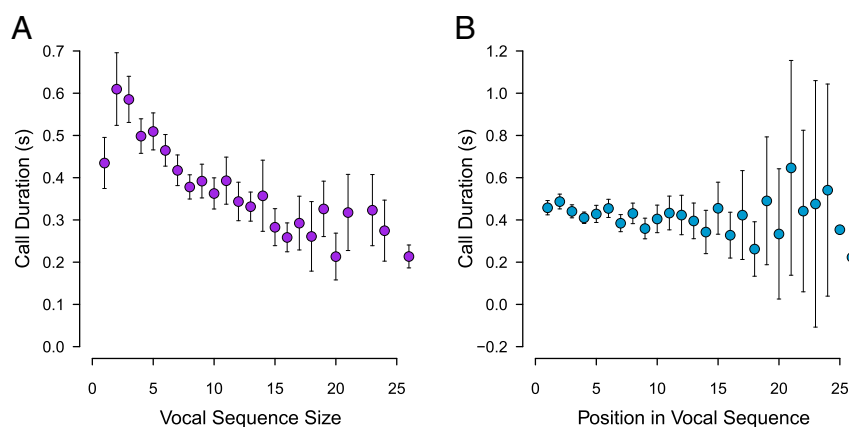 A
0.7
0.6
0.5
0.4
0.3
0.2
0.1
0.0
Call Duration (s)
0 5 10 15 20 25
Vocal Sequence Size
B
1.2
1.0
0.8
0.6
0.4
0.2
0.0
−0.2
Call Duration (s)
0 5 10 15 20 25
Position in Vocal Sequence